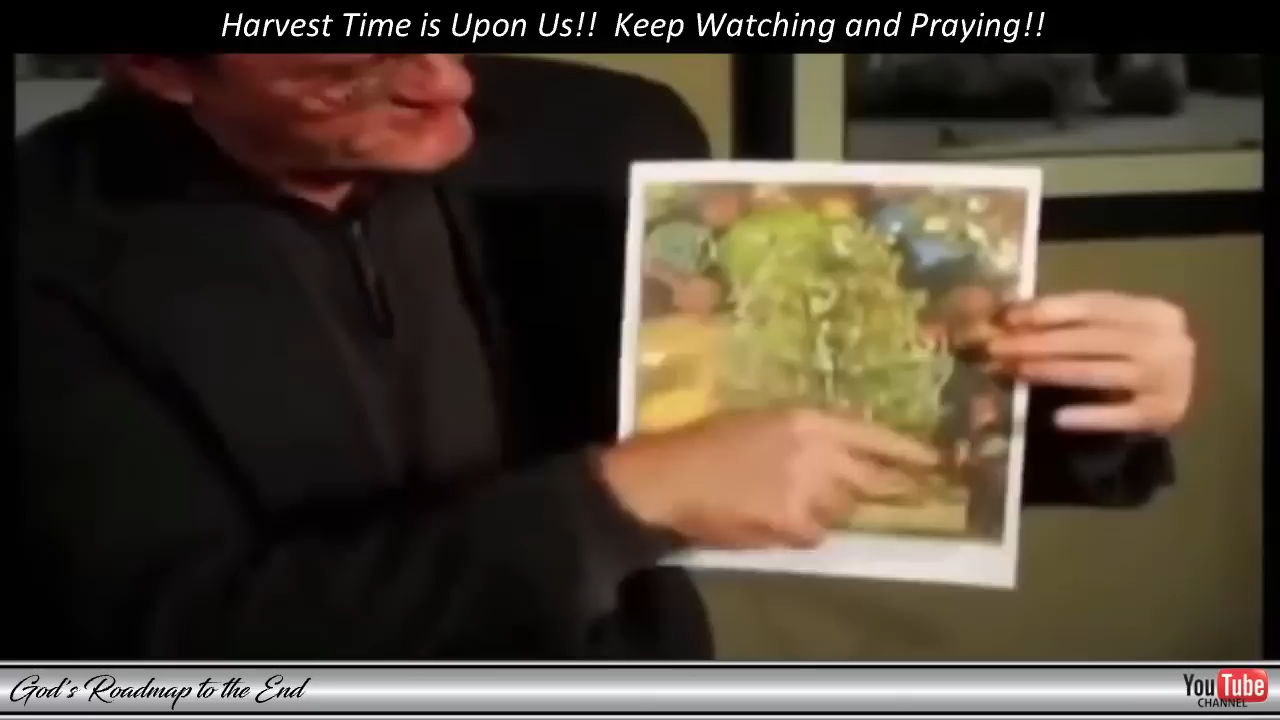 Harvest Time is Upon Us!! Keep Watching and Praying!!
God's Roadmap to the End
YouTube
CHANNEL